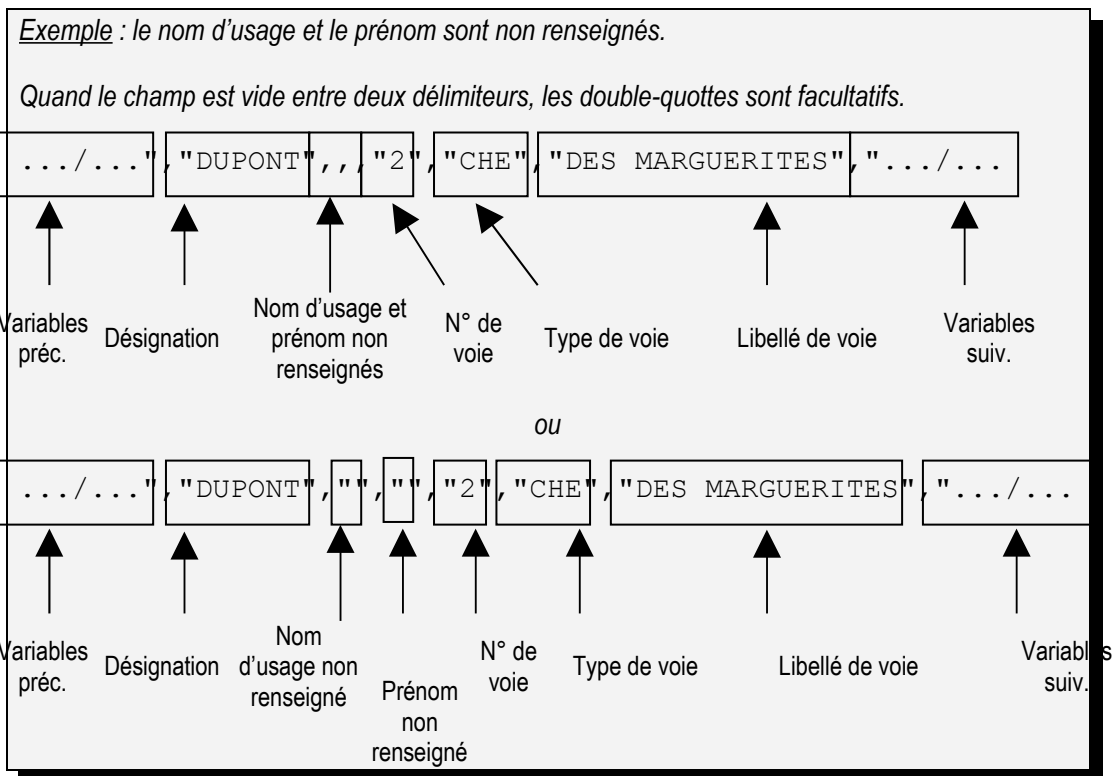 Exemple : le nom d'usage et le prénom sont non renseignés.
Quand le champ est vide entre deux délimiteurs, les double-quottes sont facultatifs.
.../...","DUPONT",,,"2","CHE","DES MARGUERITES",".../...
Variables préc.
Désignation
Nom d'usage et
prénom non
renseignés
N° de
voie
Type de voie
Libellé de voie
Variables
suiv.
ou
.../...","DUPONT","","","2","CHE","DES MARGUERITES",".../...
Variables
préc.
Désignation
Nom
d'usage non
renseigné
Prénom
non
renseigné
N° de
voie
Type de voie
Libellé de voie
Variables
suiv.